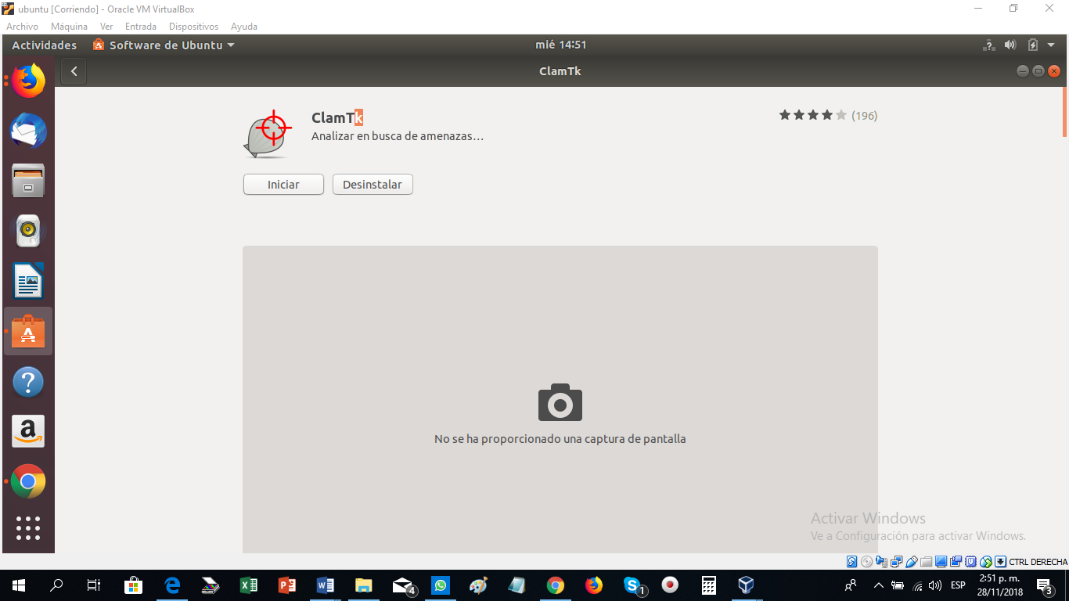 ubuntu [Corriendo] - Oracle VM VirtualBox
Archivo Máquina Ver Entrada Dispositivos Ayuda
Actividades Software de Ubuntu mié 14:51
ClamTk
ClamTk
(196)
Analizar en busca de amenazas...
Iniciar Desinstalar
No se ha proporcionado una captura de pantalla
Activar Windows
Ve a Configuración para activar Windows.
CTRL DERECHA
4 1 ESP 2:51 p. m.
28/11/2018 3